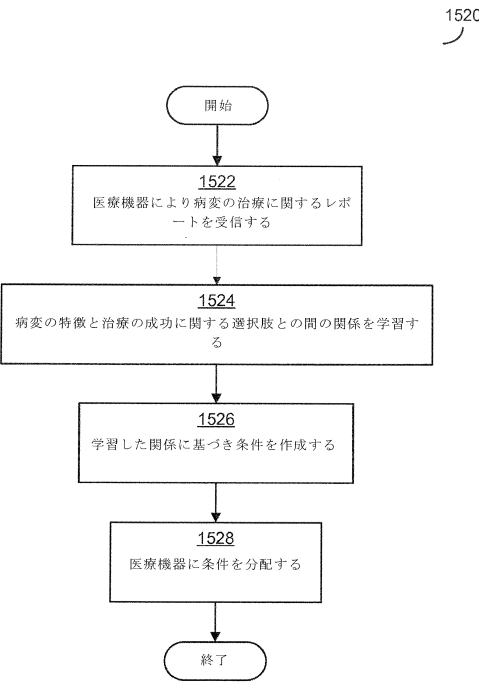 1520
開始
1522
医療機器により病変の治療に関するレポ
ートを受信する
1524
病変の特徴と治療の成功に関する選択肢との間の関係を学習す
る
1526
学習した関係に基づき条件を作成する
1528
医療機器に条件を分配する
終了